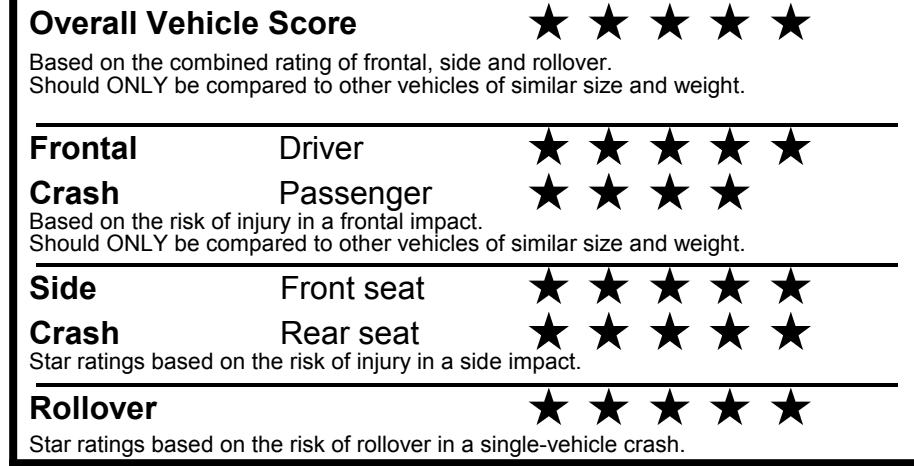 Overall Vehicle Score ★ ★ ★ ★ ★
Based on the combined rating of frontal, side and rollover.
Should ONLY be compared to other vehicles of similar size and weight.
Frontal Driver ★ ★ ★ ★ ★
Crash Passenger ★ ★ ★ ★
Based on the risk of injury in a frontal impact.
Should ONLY be compared to other vehicles of similar size and weight.
Side Front seat ★ ★ ★ ★ ★
Crash Rear seat ★ ★ ★ ★ ★
Star ratings based on the risk of injury in a side impact.
Rollover ★ ★ ★ ★ ★
Star ratings based on the risk of rollover in a single-vehicle crash.